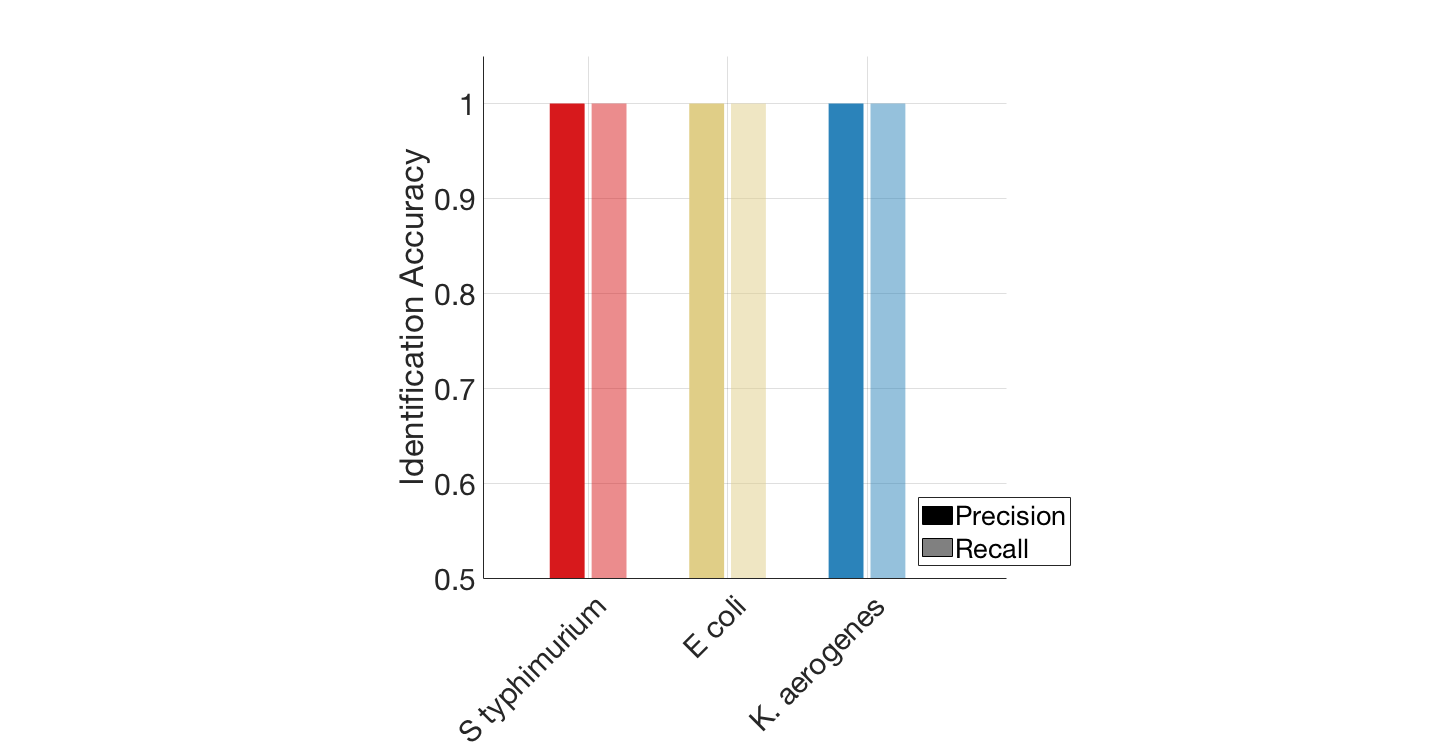 Identification Accuracy
1
0.9
0.8
0.7
0.6
0.5
S typhimurium
E coli
K. aerogenes
Precision
Recall